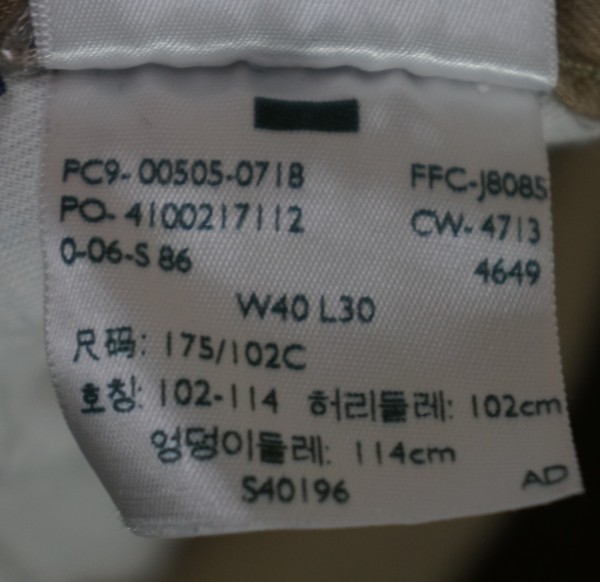 PC9- 00505-0718 FFC-J8085
PO- 4100217112 CW- 4713
0-06-S 86 4649
W40 L30
尺码: 175/102C
호칭: 102-114 허리둘레: 102cm
엉덩이둘레: 114cm
S40196 AD